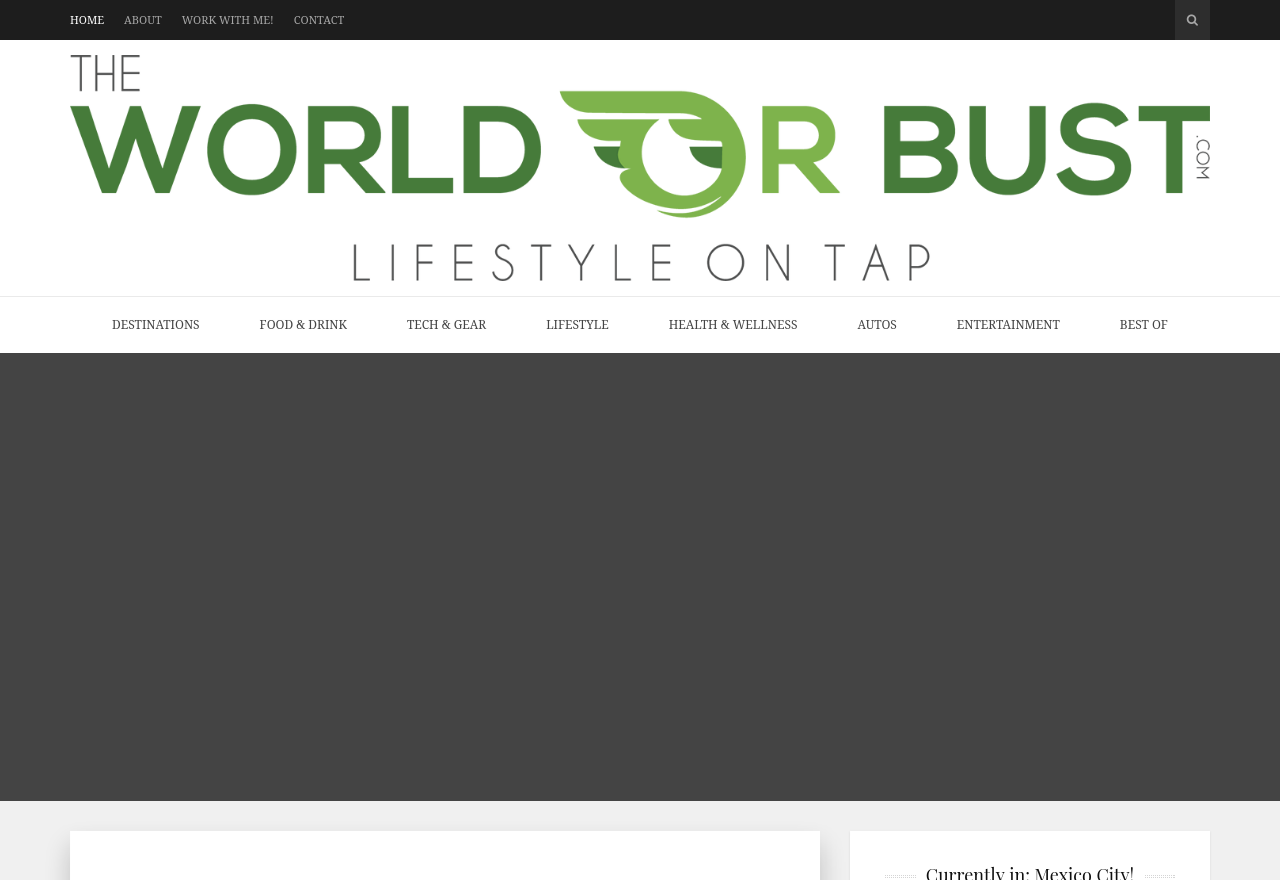 HOME ABOUT WORK WITH ME! CONTACT
THE
WORLD OR BUST .COM
LIFESTYLE ON TAP
DESTINATIONS FOOD & DRINK TECH & GEAR LIFESTYLE HEALTH & WELLNESS AUTOS ENTERTAINMENT BEST OF
Currently in: Mexico City!